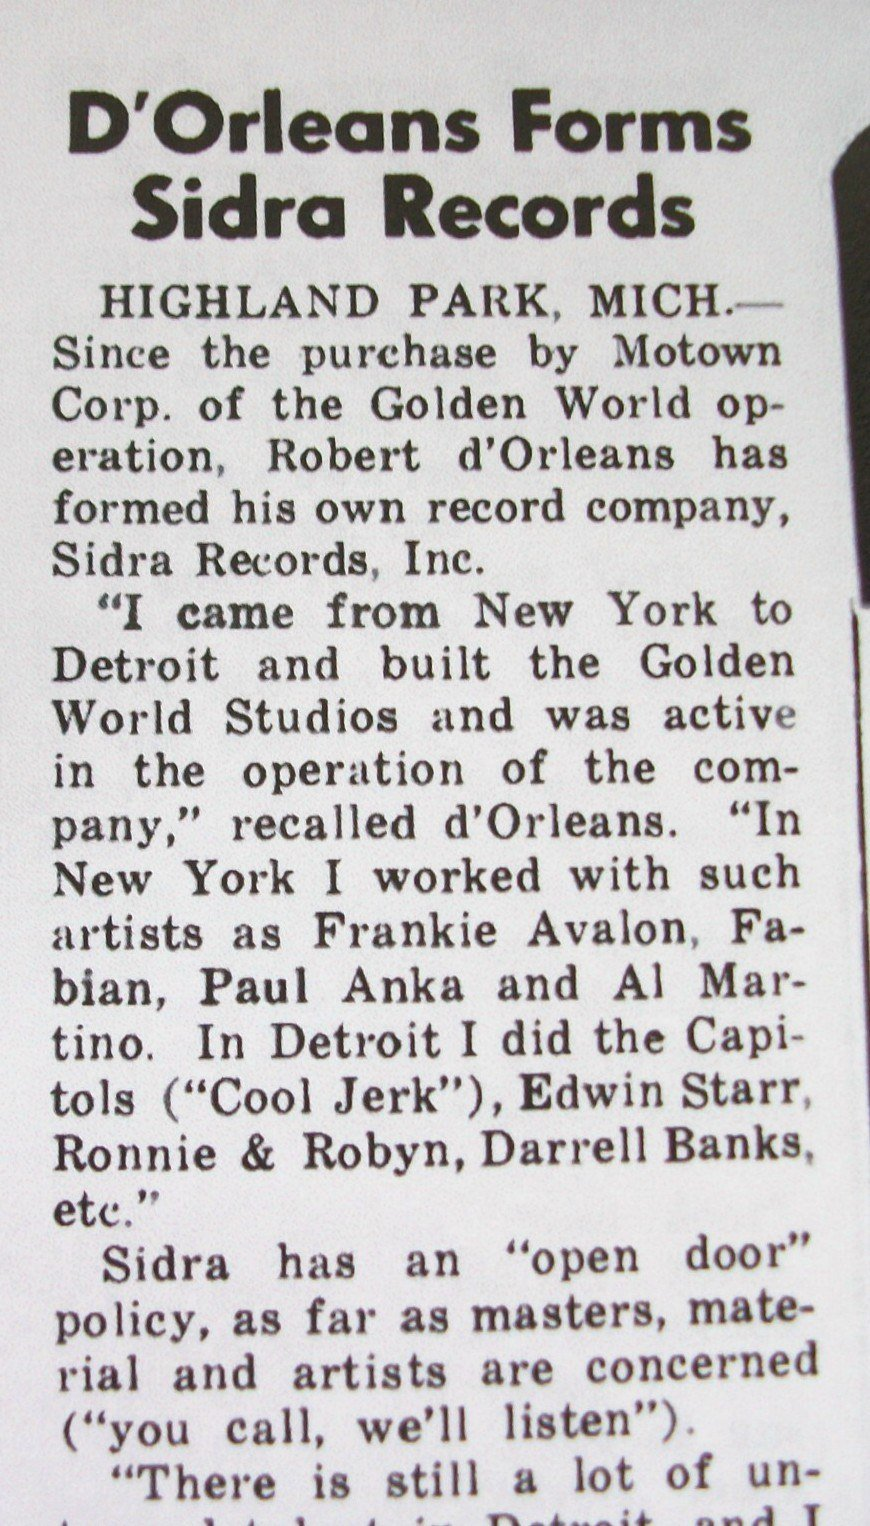 D'Orleans Forms
Sidra Records
HIGHLAND PARK, MICH.—
Since the purchase by Motown
Corp. of the Golden World op-
eration, Robert d'Orleans has
formed his own record company,
Sidra Records, Inc.
"I came from New York to
Detroit and built the Golden
World Studios and was active
in the operation of the com-
pany," recalled d'Orleans. "In
New York I worked with such
artists as Frankie Avalon, Fa-
bian, Paul Anka and Al Mar-
tino. In Detroit I did the Capi-
tols ("Cool Jerk"), Edwin Starr,
Ronnie & Robyn, Darrell Banks,
etc."
Sidra has an "open door"
policy, as far as masters, mate-
rial and artists are concerned
("you call, we'll listen").
"There is still a lot of un-
in Detroit, and I